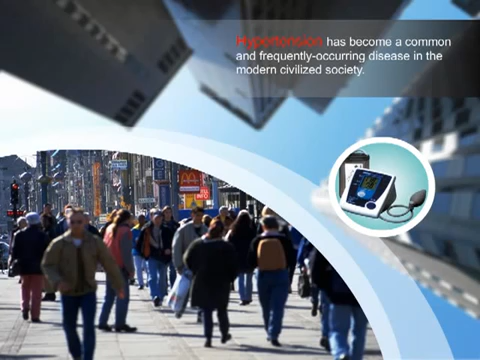 Hypertension has become a common
and frequently-occurring disease in the
modern civilized society.